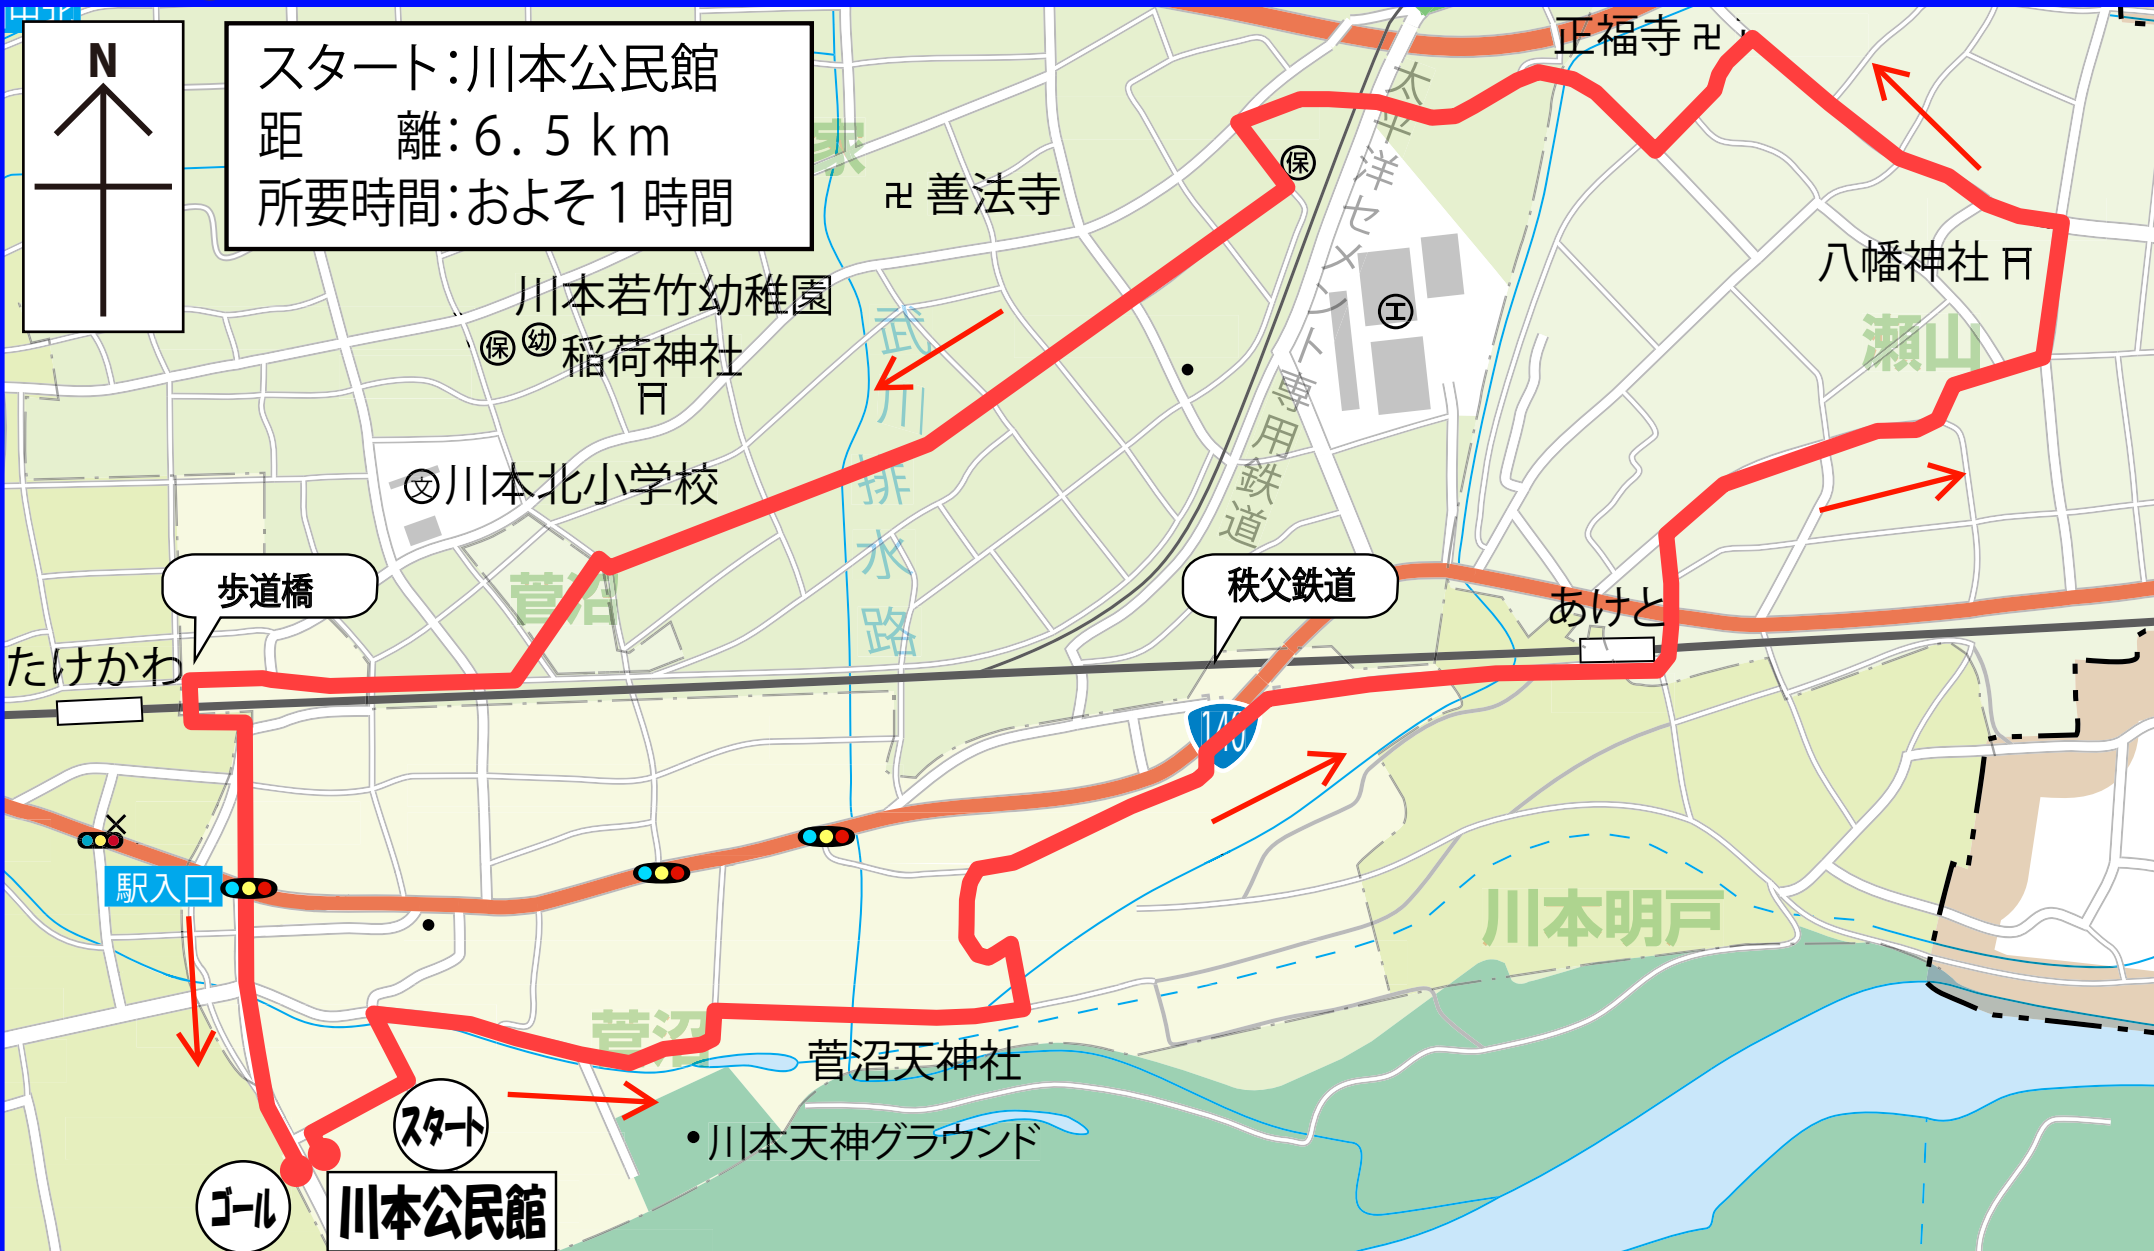 N
スタート：川本公民館
距　　離：6．5ｋｍ
所要時間：およそ1時間
正福寺
太平洋セメント専用鉄道
家
善法寺
保
八幡神社
川本若竹幼稚園
保
幼
稲荷神社
武川排水路
工
瀬山
文
川本北小学校
歩道橋
菅沼
秩父鉄道
あけと
たけかわ
140
駅入口
川本明戸
菅沼
菅沼天神社
スタート
川本天神グラウンド
ゴール
川本公民館